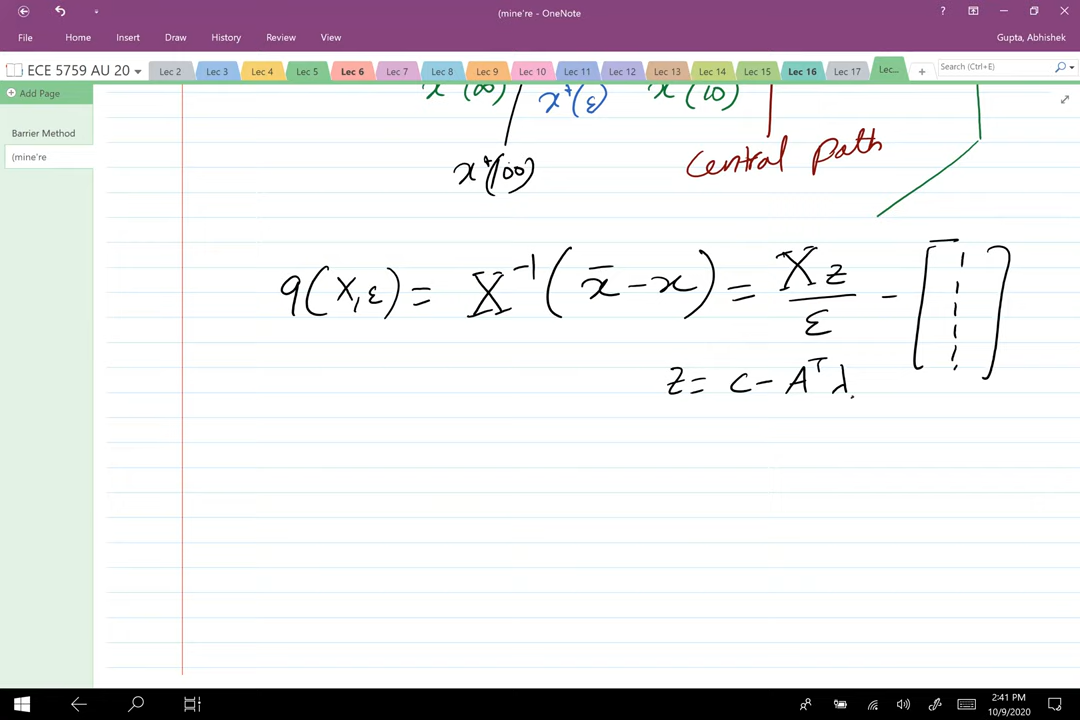 (mine're - OneNote
Gupta, Abhishek
File Home Insert Draw History Review View
ECE 5759 AU 20
Lec 2 Lec 3 Lec 4 Lec 5 Lec 6 Lec 7 Lec 8 Lec 9 Lec 10 Lec 11 Lec 12 Lec 13 Lec 14 Lec 15 Lec 16 Lec 17 Lec...
Search (Ctrl+E)
Add Page
Barrier Method
(mine're
x*(∞) x*(ε) x*(10)
x*(∞) Central path
q(x,ε) = X⁻¹(x̄ - x) = Xz/ε - [1 ⋮ 1]
z = c - Aᵀλ
2:41 PM
10/9/2020